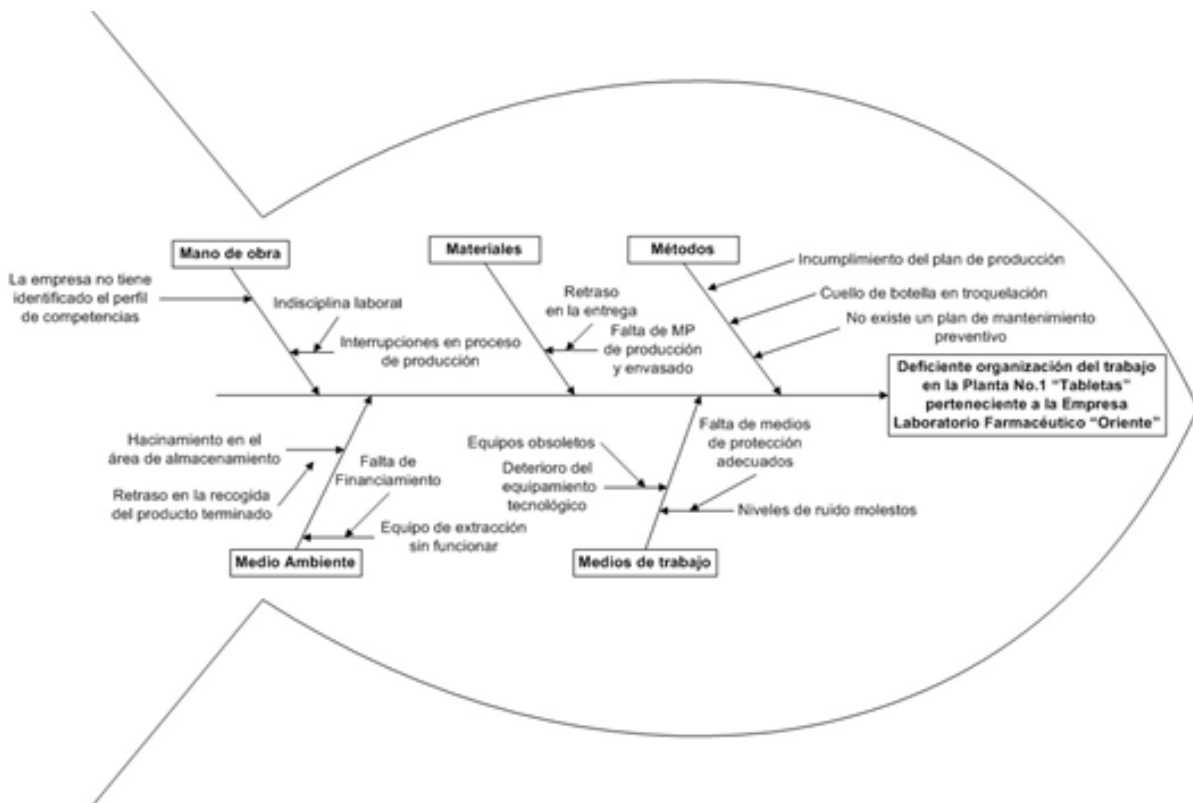 Mano de obra
Materiales
Métodos
La empresa no tiene
identificado el perfil
de competencias
Indisciplina laboral
Interrupciones en proceso
de producción
Retraso
en la entrega
Falta de MP
de producción
y envasado
Incumplimiento del plan de producción
Cuello de botella en troquelación
No existe un plan de mantenimiento
preventivo
Deficiente organización del trabajo
en la Planta No.1 “Tabletas”
perteneciente a la Empresa
Laboratorio Farmacéutico “Oriente”
Hacinamiento en el
área de almacenamiento
Retraso en la recogida
del producto terminado
Falta de
Financiamiento
Equipo de extracción
sin funcionar
Medio Ambiente
Equipos obsoletos
Deterioro del
equipamiento
tecnológico
Falta de medios
de protección
adecuados
Niveles de ruido molestos
Medios de trabajo